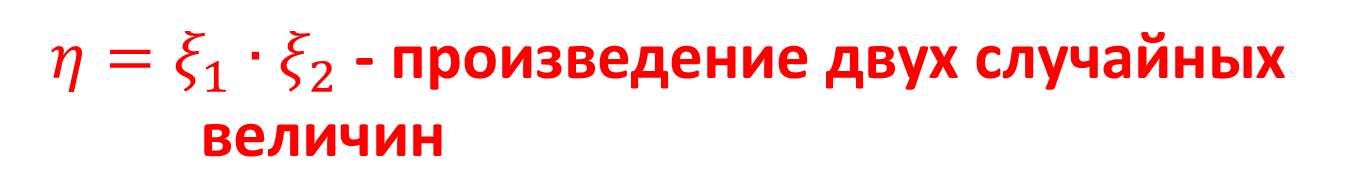 η = ξ₁ · ξ₂ - произведение двух случайных
величин